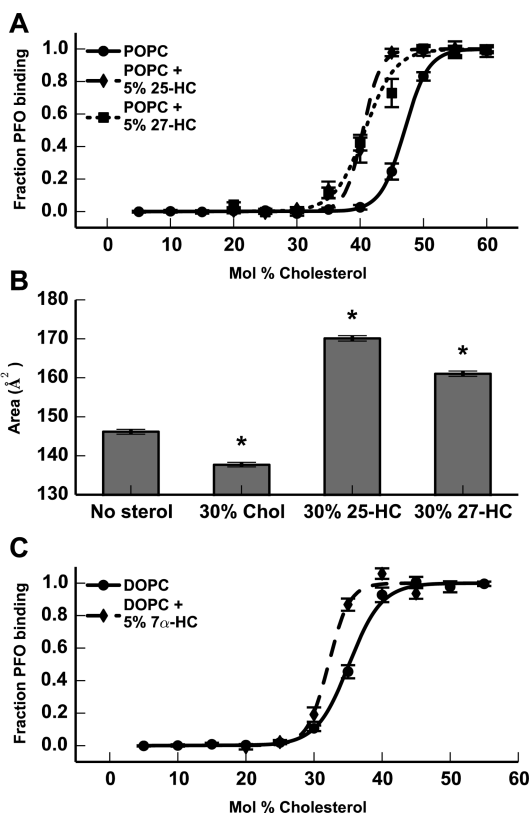 A
POPC
POPC +
5% 25-HC
POPC +
5% 27-HC
Fraction PFO binding
1.0
0.8
0.6
0.4
0.2
0.0
0 10 20 30 40 50 60
Mol % Cholesterol
B
Area (Å²)
180
170
160
150
140
130
* * *
No sterol 30% Chol 30% 25-HC 30% 27-HC
C
DOPC
DOPC +
5% 7α-HC
Fraction PFO binding
1.0
0.8
0.6
0.4
0.2
0.0
0 10 20 30 40 50 60
Mol % Cholesterol